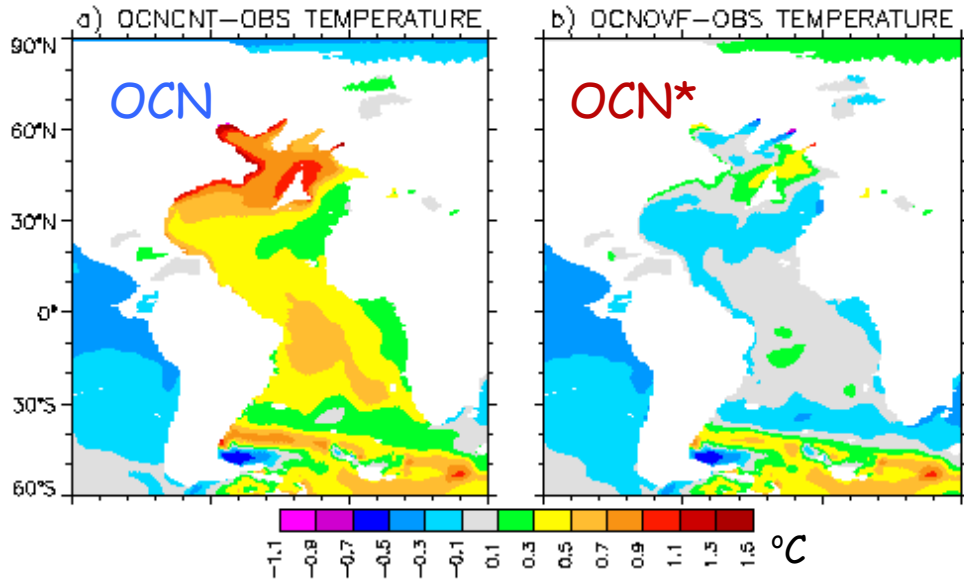 a) OCNCNT-OBS TEMPERATURE
b) OCNOVF-OBS TEMPERATURE
90°N
60°N
30°N
0°
30°S
60°S
OCN
OCN*
-1.1 -0.9 -0.7 -0.5 -0.3 -0.1 0.1 0.3 0.5 0.7 0.9 1.1 1.3 1.5 °C